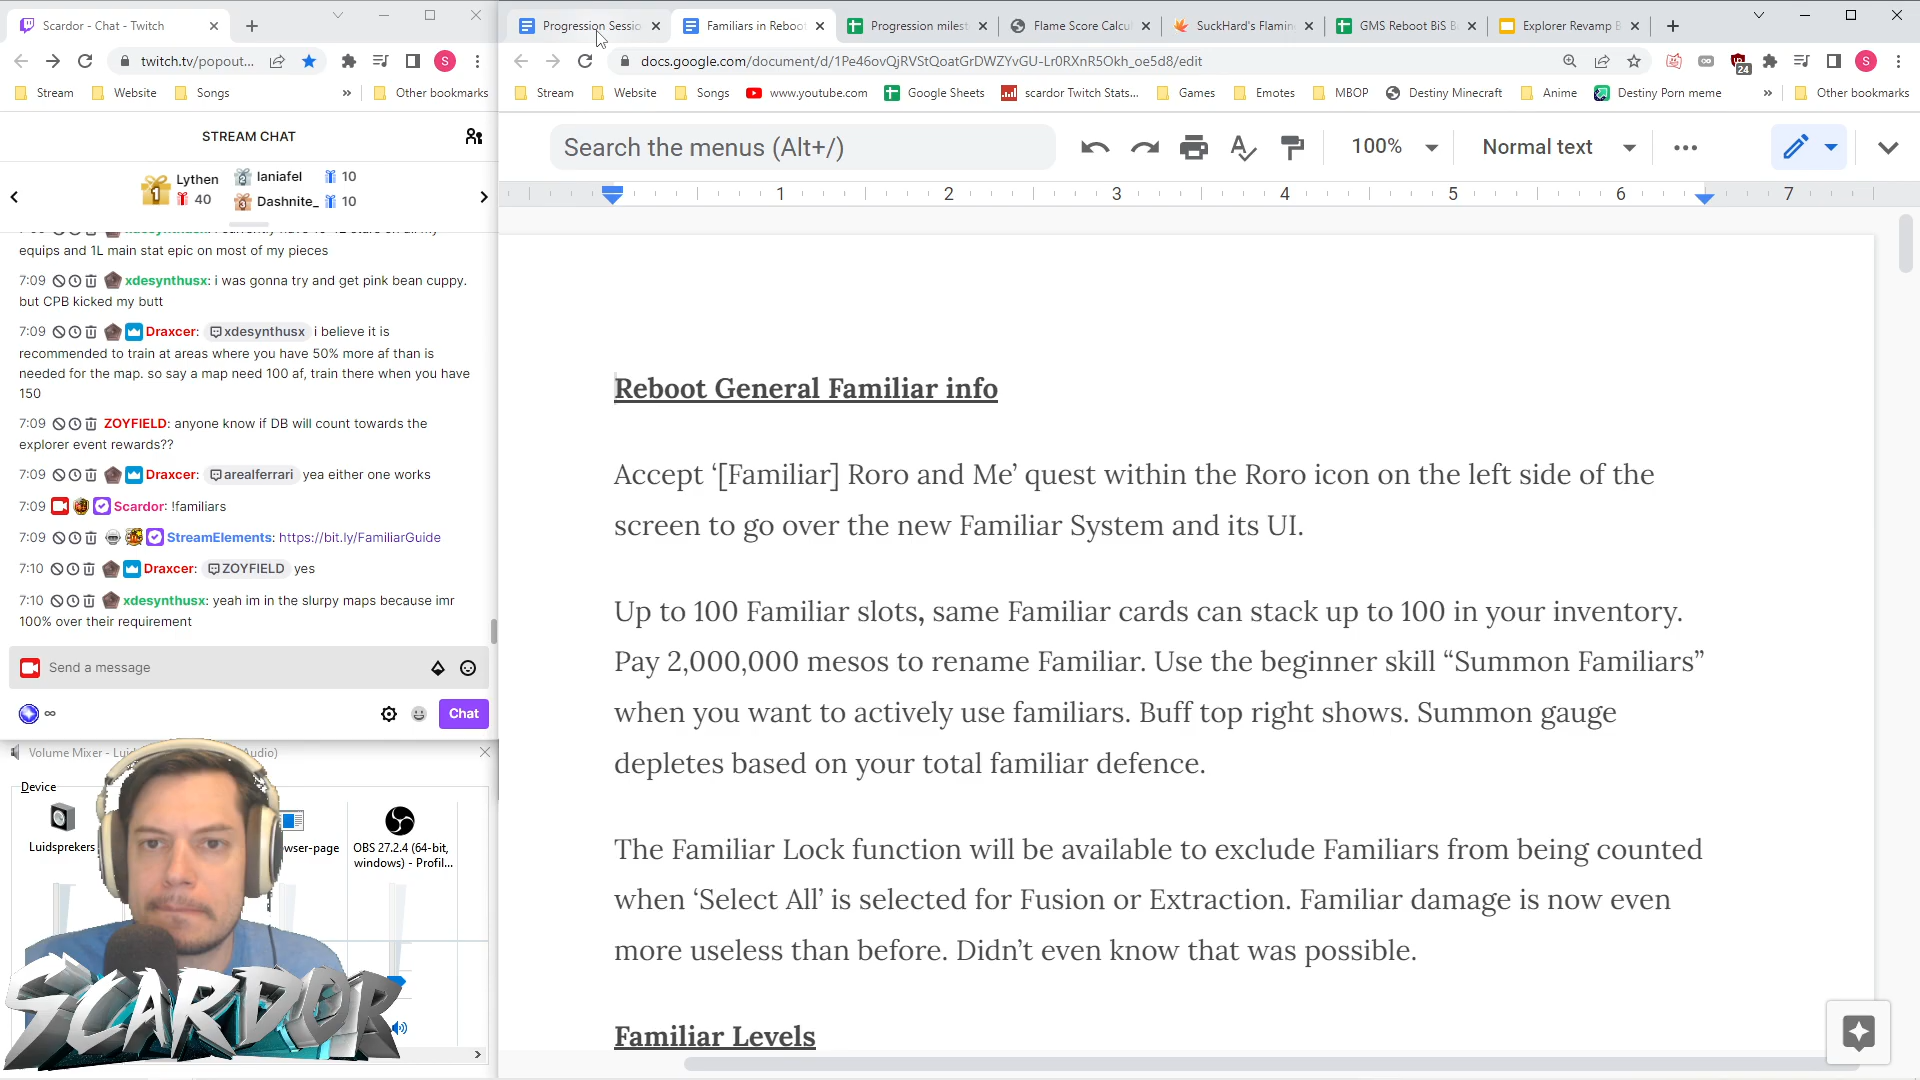 Scardor - Chat - Twitch
twitch.tv/popout...
Stream Website Songs » Other bookmarks
STREAM CHAT
Lythen 40
laniafel 10
Dashnite_ 10
equips and 1L main stat epic on most of my pieces
7:09 xdesynthusx: i was gonna try and get pink bean cuppy.
but CPB kicked my butt
7:09 Draxcer: xdesynthusx i believe it is
recommended to train at areas where you have 50% more af than is
needed for the map. so say a map need 100 af, train there when you have
150
7:09 ZOYFIELD: anyone know if DB will count towards the
explorer event rewards??
7:09 Draxcer: arealferrari yea either one works
7:09 Scardor: !familiars
7:09 StreamElements: https://bit.ly/FamiliarGuide
7:10 Draxcer: ZOYFIELD yes
7:10 xdesynthusx: yeah im in the slurpy maps because imr
100% over their requirement
Send a message
∞ Chat
Volume Mixer - Luids Audio)
Device
Luidsprekers
wser-page
OBS 27.2.4 (64-bit,
windows) - Profil...
SCARDOR
Progression Sessio
Familiars in Reboo
Progression milest
Flame Score Calcu
SuckHard's Flamin
GMS Reboot BiS B
Explorer Revamp B
docs.google.com/document/d/1Pe46ovQjRVStQoatGrDWZYvGU-Lr0RXnR5Okh_oe5d8/edit
24
Stream Website Songs www.youtube.com Google Sheets scardor Twitch Stats... Games Emotes MBOP Destiny Minecraft Anime Destiny Porn meme » Other bookmarks
Search the menus (Alt+/)
100% Normal text
1 2 3 4 5 6 7
Reboot General Familiar info
Accept ‘[Familiar] Roro and Me’ quest within the Roro icon on the left side of the
screen to go over the new Familiar System and its UI.
Up to 100 Familiar slots, same Familiar cards can stack up to 100 in your inventory.
Pay 2,000,000 mesos to rename Familiar. Use the beginner skill “Summon Familiars”
when you want to actively use familiars. Buff top right shows. Summon gauge
depletes based on your total familiar defence.
The Familiar Lock function will be available to exclude Familiars from being counted
when ‘Select All’ is selected for Fusion or Extraction. Familiar damage is now even
more useless than before. Didn’t even know that was possible.
Familiar Levels